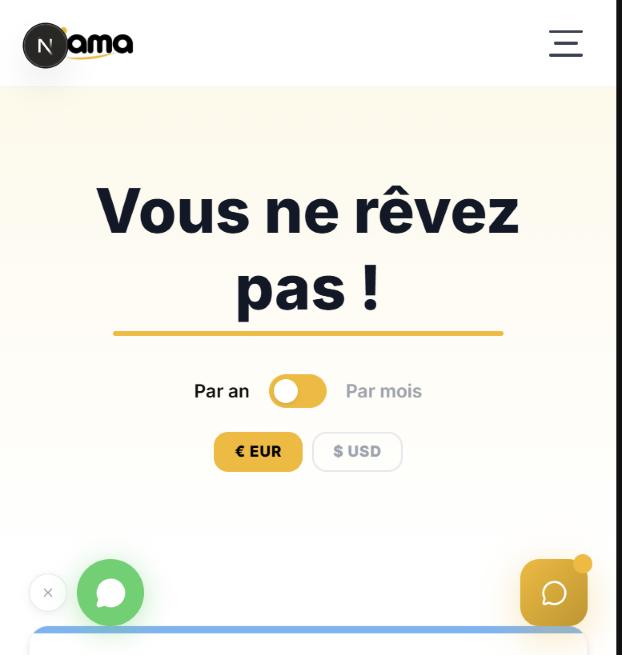 N
ama
Vous ne rêvez
pas !
Par an
Par mois
€ EUR
$ USD